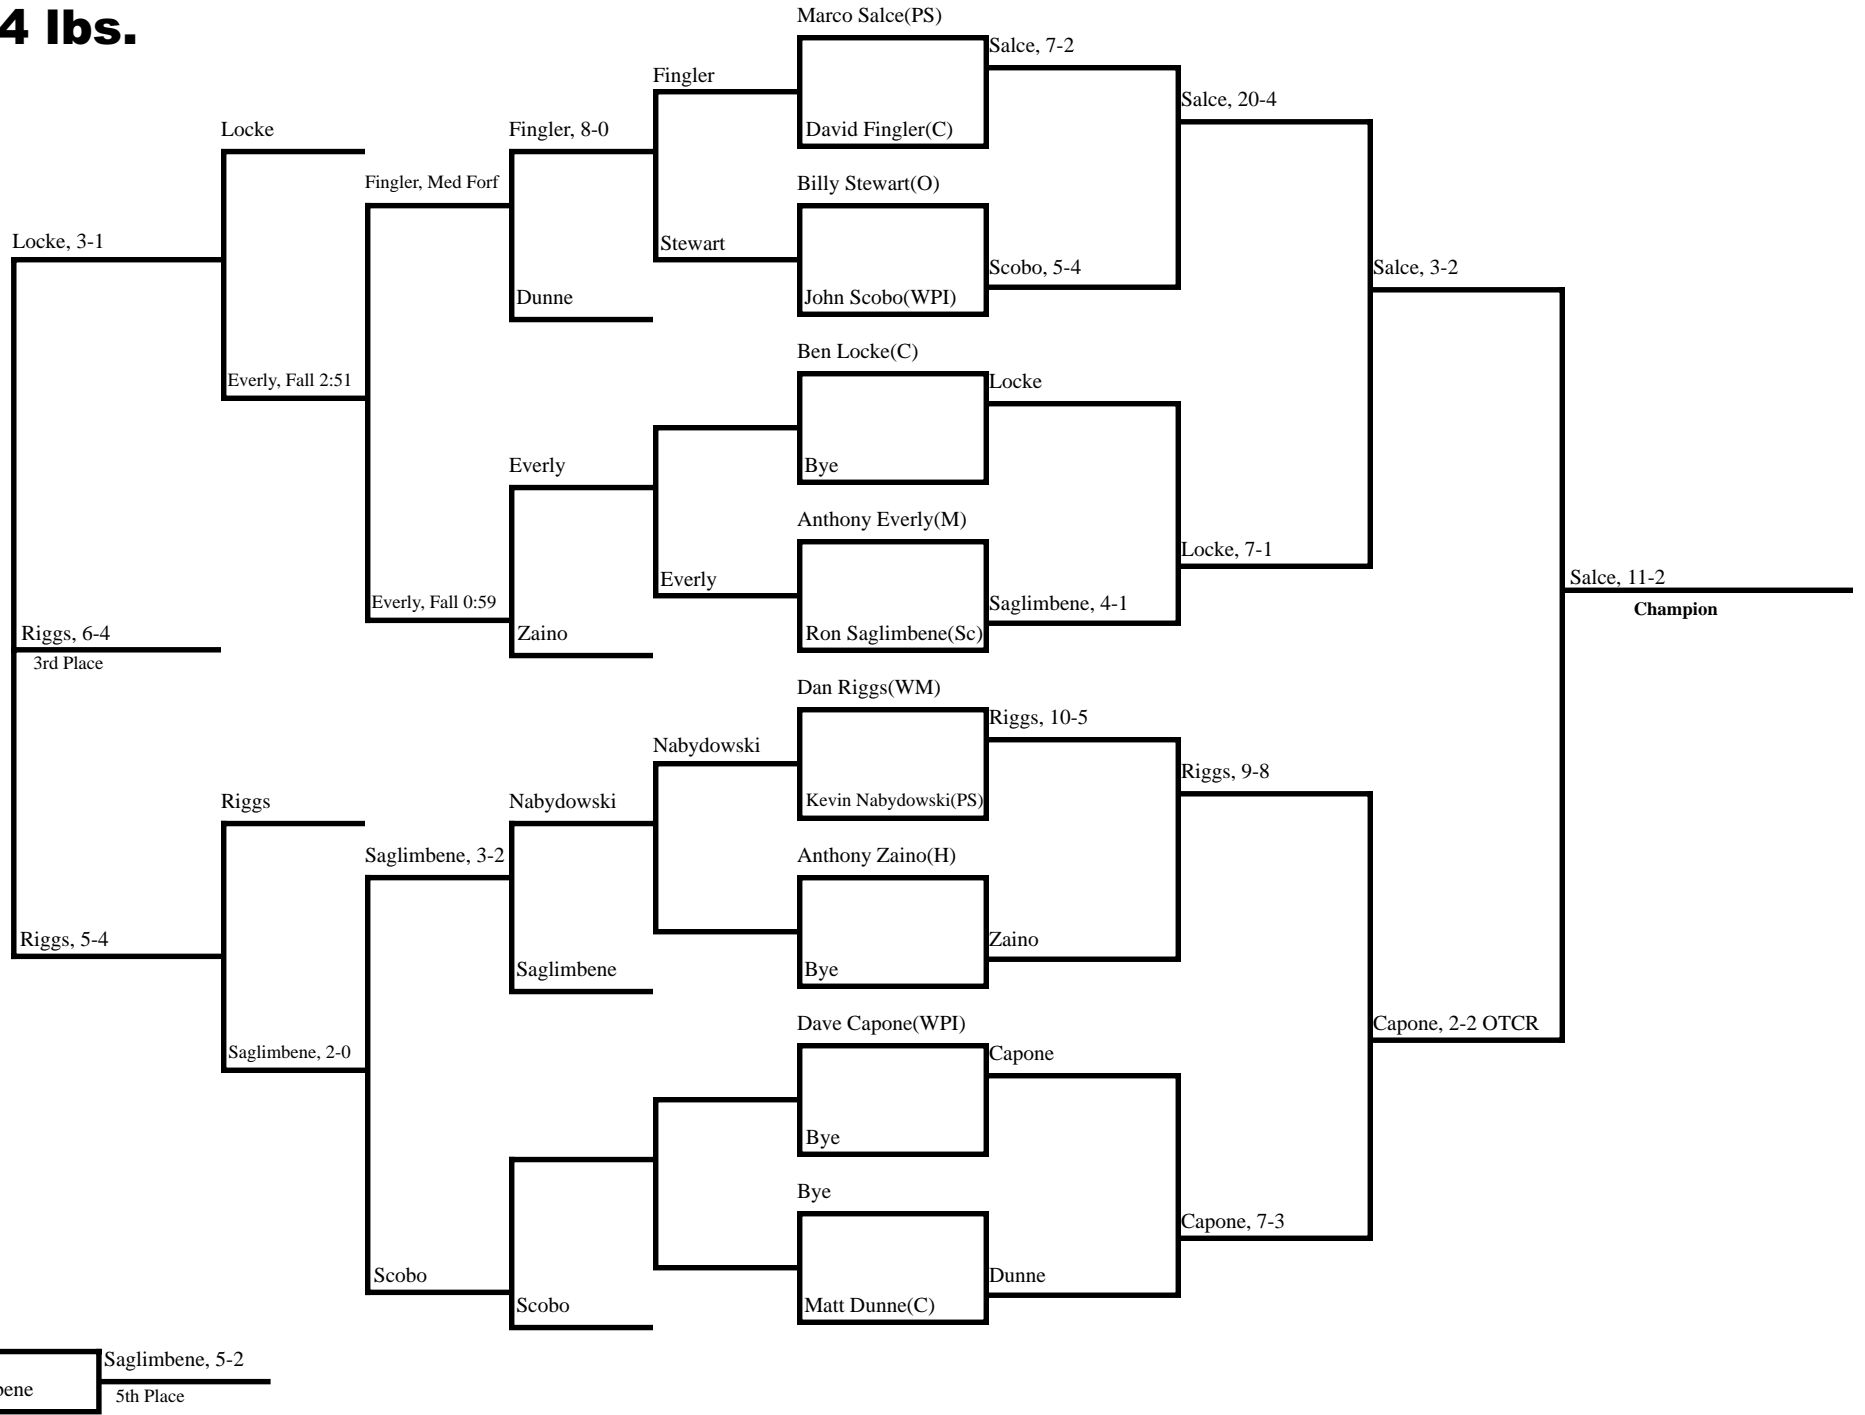 4 lbs.
Marco Salce(PS)
Salce, 7-2
Fingler
Salce, 20-4
Locke
Fingler, 8-0
David Fingler(C)
Fingler, Med Forf
Billy Stewart(O)
Locke, 3-1
Stewart
Scobo, 5-4
Salce, 3-2
Dunne
John Scobo(WPI)
Ben Locke(C)
Everly, Fall 2:51
Locke
Everly
Bye
Anthony Everly(M)
Locke, 7-1
Everly
Salce, 11-2
Everly, Fall 0:59
Saglimbene, 4-1
Champion
Riggs, 6-4
Zaino
Ron Saglimbene(Sc)
3rd Place
Dan Riggs(WM)
Riggs, 10-5
Nabydowski
Riggs, 9-8
Riggs
Nabydowski
Kevin Nabydowski(PS)
Saglimbene, 3-2
Anthony Zaino(H)
Riggs, 5-4
Zaino
Saglimbene
Bye
Dave Capone(WPI)
Capone, 2-2 OTCR
Saglimbene, 2-0
Capone
Bye
Bye
Capone, 7-3
Scobo
Dunne
Scobo
Matt Dunne(C)
Saglimbene, 5-2
bene
5th Place